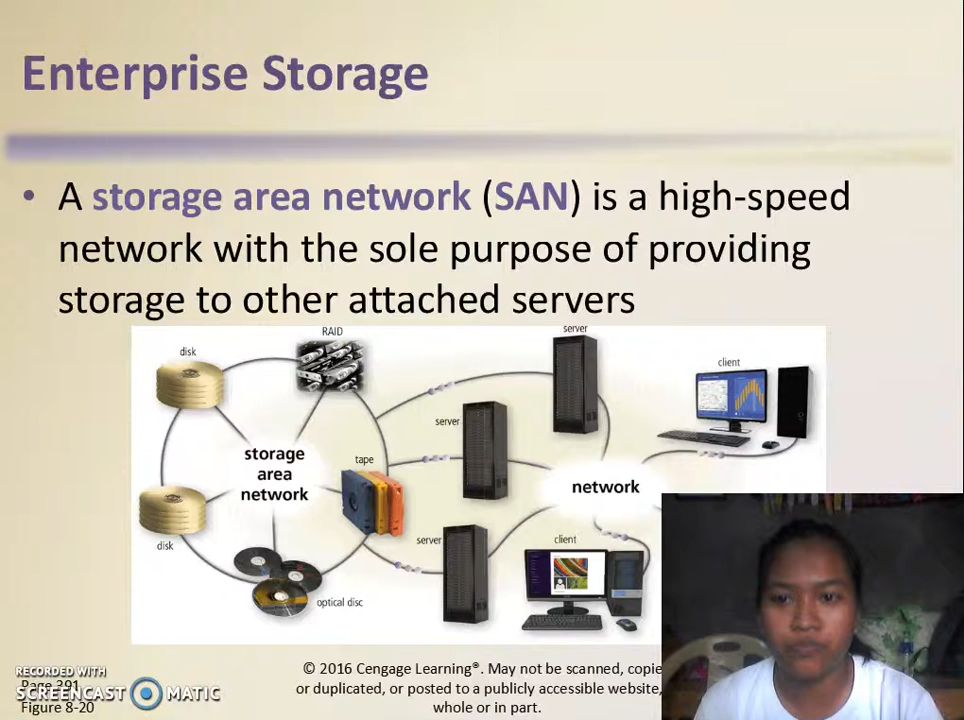 Enterprise Storage
• A storage area network (SAN) is a high-speed
network with the sole purpose of providing
storage to other attached servers
RAID
server
disk
client
server
storage
area
network
tape
network
disk
server
client
optical disc
RECORDED WITH
SCREENCAST MATIC
Page 391
Figure 8-20
© 2016 Cengage Learning®. May not be scanned, copie
or duplicated, or posted to a publicly accessible website,
whole or in part.